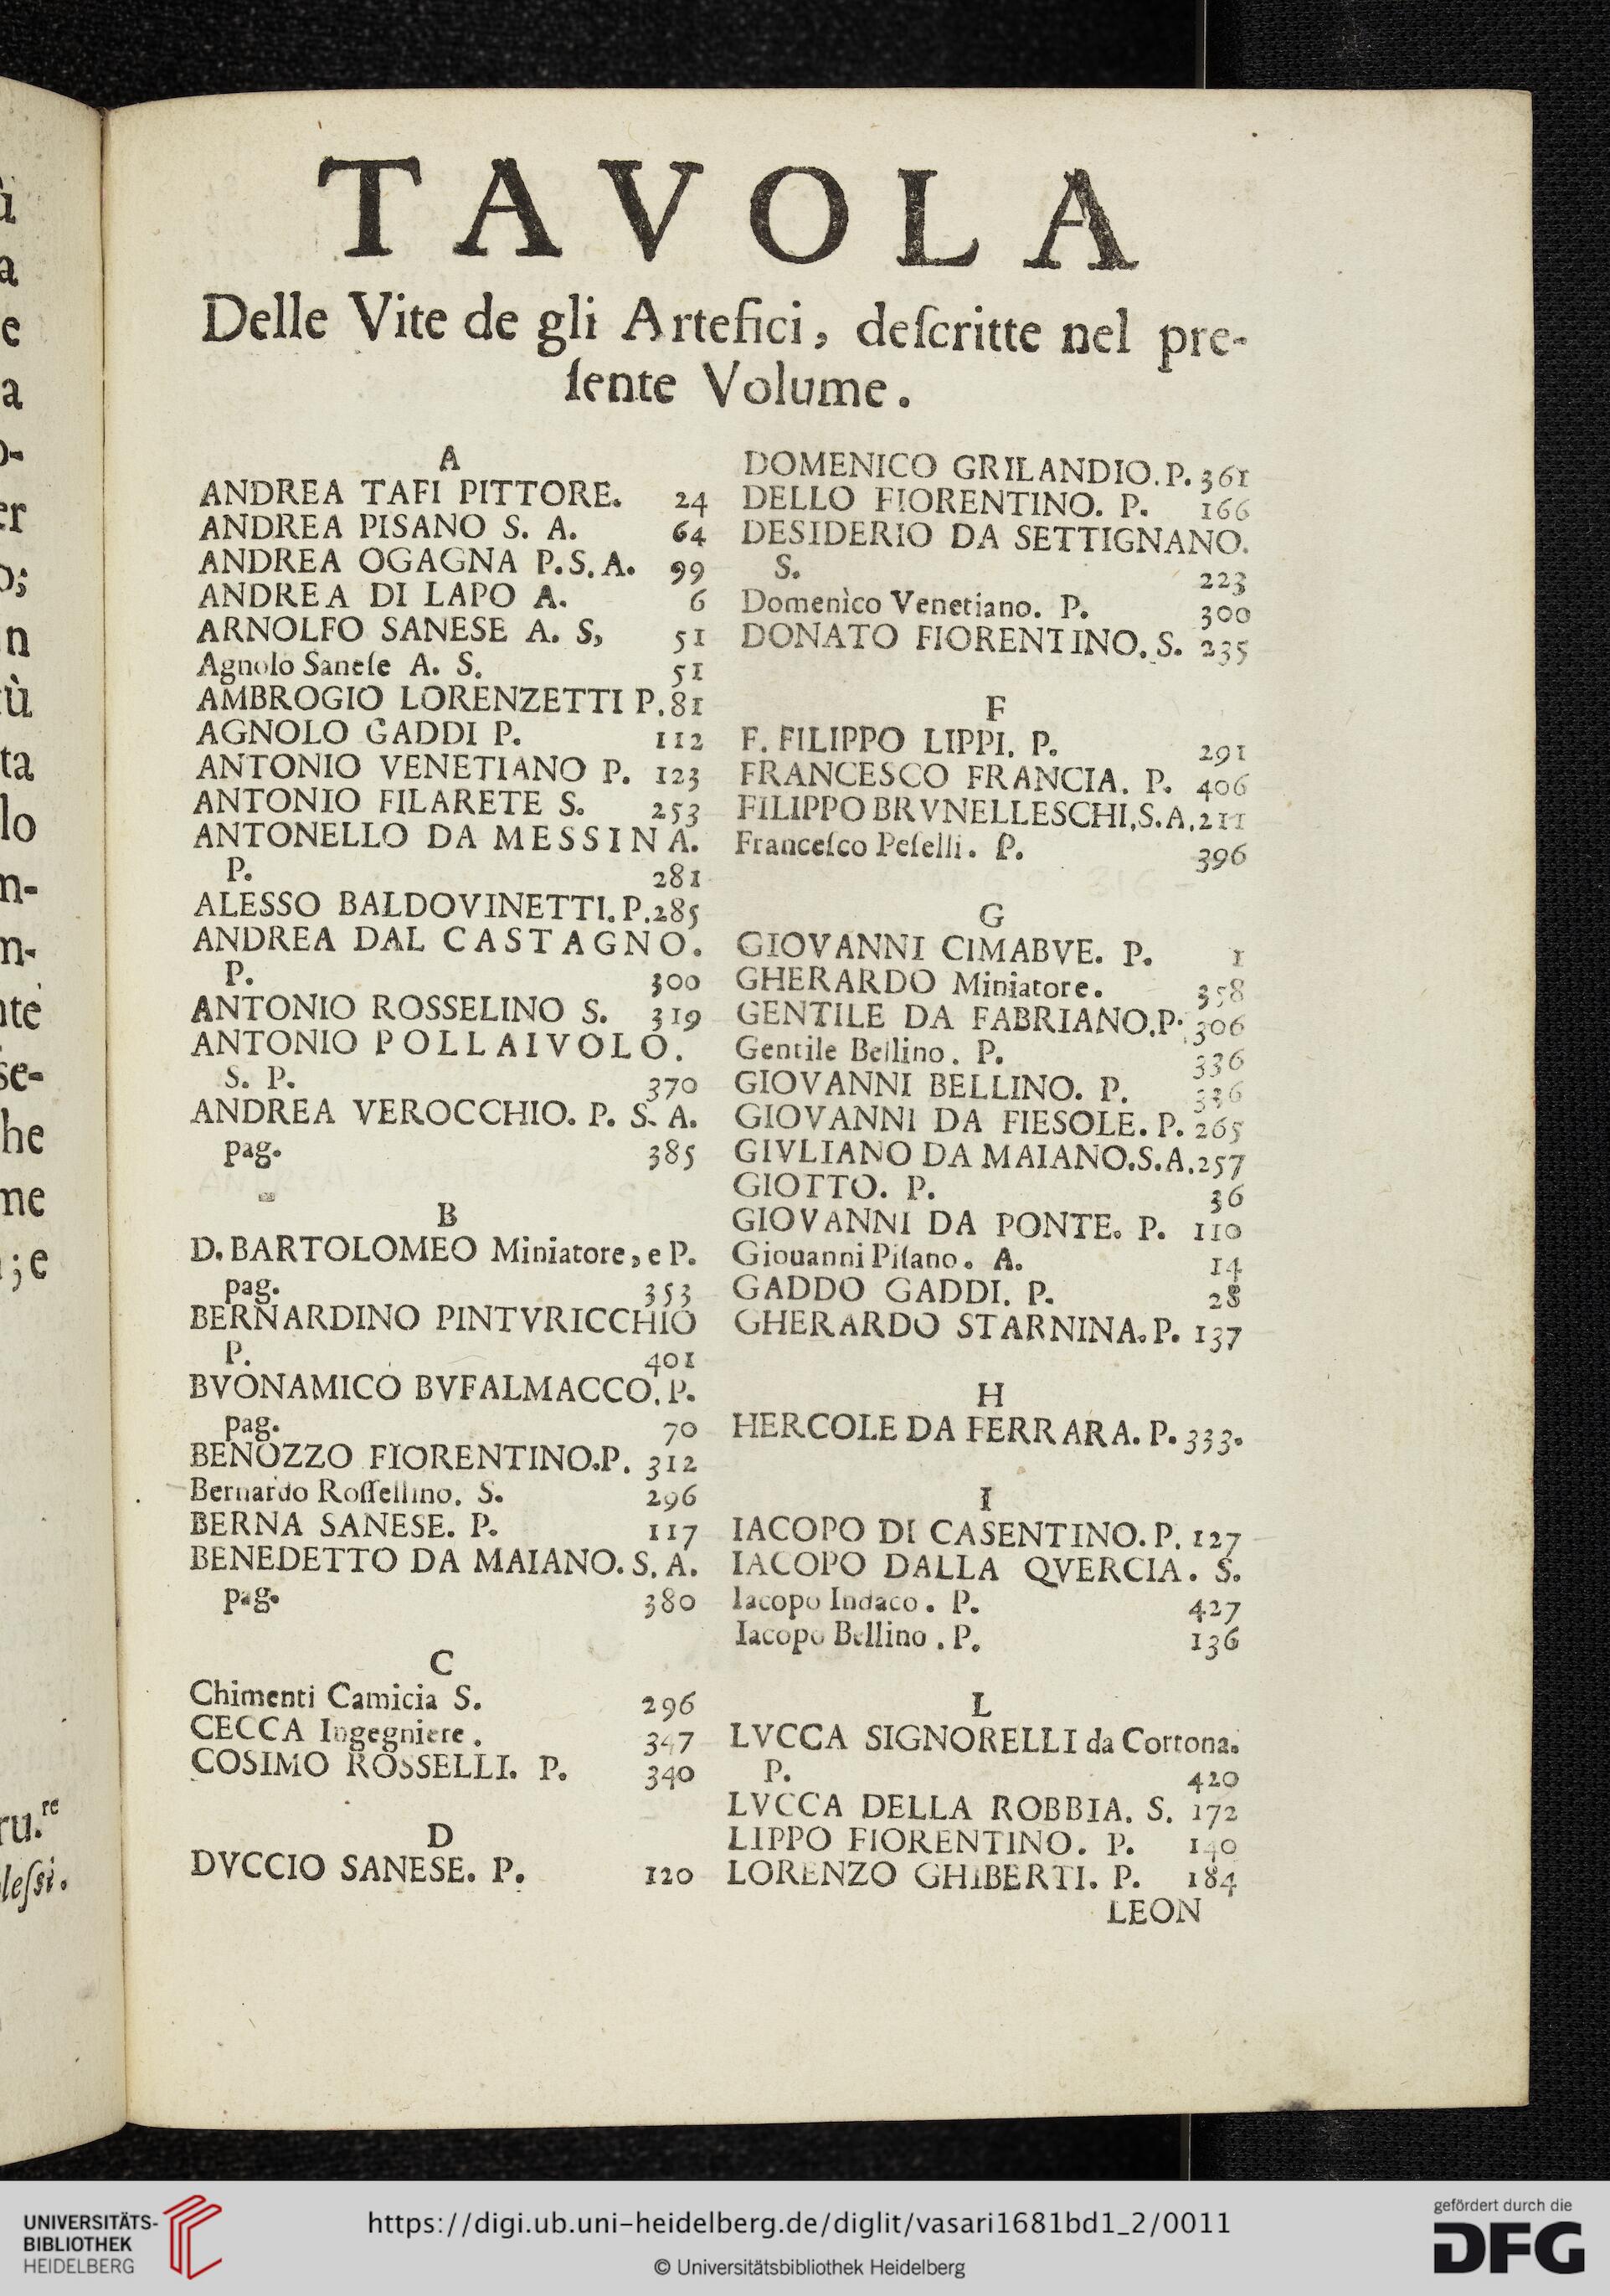 TAVOLA
Delle Vite de gli Artefici, deſcritte nel pre-
ſente Volume.
A
ANDREA TAFI PITTORE. 24
ANDREA PISANO S. A. 64
ANDREA OGAGNA P.S.A. 99
ANDREA DI LAPO A. 6
ARNOLFO SANESE A. S, 51
Agnolo Saneſe A. S. 51
AMBROGIO LORENZETTI P.81
AGNOLO GADDI P. 112
ANTONIO VENETIANO P. 123
ANTONIO FILARETE S. 253
ANTONELLO DA MESSINA.
P. 281
ALESSO BALDOVINETTI.P.285
ANDREA DAL CASTAGNO.
P. 300
ANTONIO ROSSELINO S. 319
ANTONIO POLLAIVOLO.
S. P. 370
ANDREA VEROCCHIO. P. S. A.
pag. 385
B
D.BARTOLOMEO Miniatore, e P.
pag. 353
BERNARDINO PINTVRICCHIO
P. 401
BVONAMICO BVFALMACCO.P.
pag. 70
BENOZZO FIORENTINO.P. 312
Bernardo Roſſellino. S. 296
BERNA SANESE. P. 117
BENEDETTO DA MAIANO. S. A.
pag. 380
C
Chimenti Camicia S. 296
CECCA Ingegniere. 347
COSIMO ROSSELLI. P. 340
D
DVCCIO SANESE. P. 120
DOMENICO GRILANDIO.P.361
DELLO FIORENTINO. P. 166
DESIDERIO DA SETTIGNANO.
S. 223
Domenico Venetiano. P. 300
DONATO FIORENTINO. S. 235
F
F. FILIPPO LIPPI. P. 291
FRANCESCO FRANCIA. P. 406
FILIPPO BRVNELLESCHI.S.A.211
Franceſco Peſelli. P. 396
G
GIOVANNI CIMABVE. P. 1
GHERARDO Miniatore. 358
GENTILE DA FABRIANO.P. 306
Gentile Bellino. P. 336
GIOVANNI BELLINO. P. 336
GIOVANNI DA FIESOLE. P. 265
GIVLIANO DA MAIANO.S.A.257
GIOTTO. P. 36
GIOVANNI DA PONTE. P. 110
Giouanni Piſano. A. 14
GADDO GADDI. P. 28
GHERARDO STARNINA.P. 137
H
HERCOLE DA FERRARA. P. 333.
I
IACOPO DI CASENTINO. P. 127
IACOPO DALLA QVERCIA. S.
Iacopo Indaco. P. 427
Iacopo Bellino. P. 136
L
LVCCA SIGNORELLI da Cortona.
P. 420
LVCCA DELLA ROBBIA. S. 172
LIPPO FIORENTINO. P. 140
LORENZO GHIBERTI. P. 184
LEON
UNIVERSITÄTS-
BIBLIOTHEK
HEIDELBERG
https://digi.ub.uni-heidelberg.de/diglit/vasari1681bd1_2/0011
© Universitätsbibliothek Heidelberg
gefördert durch die
DFG